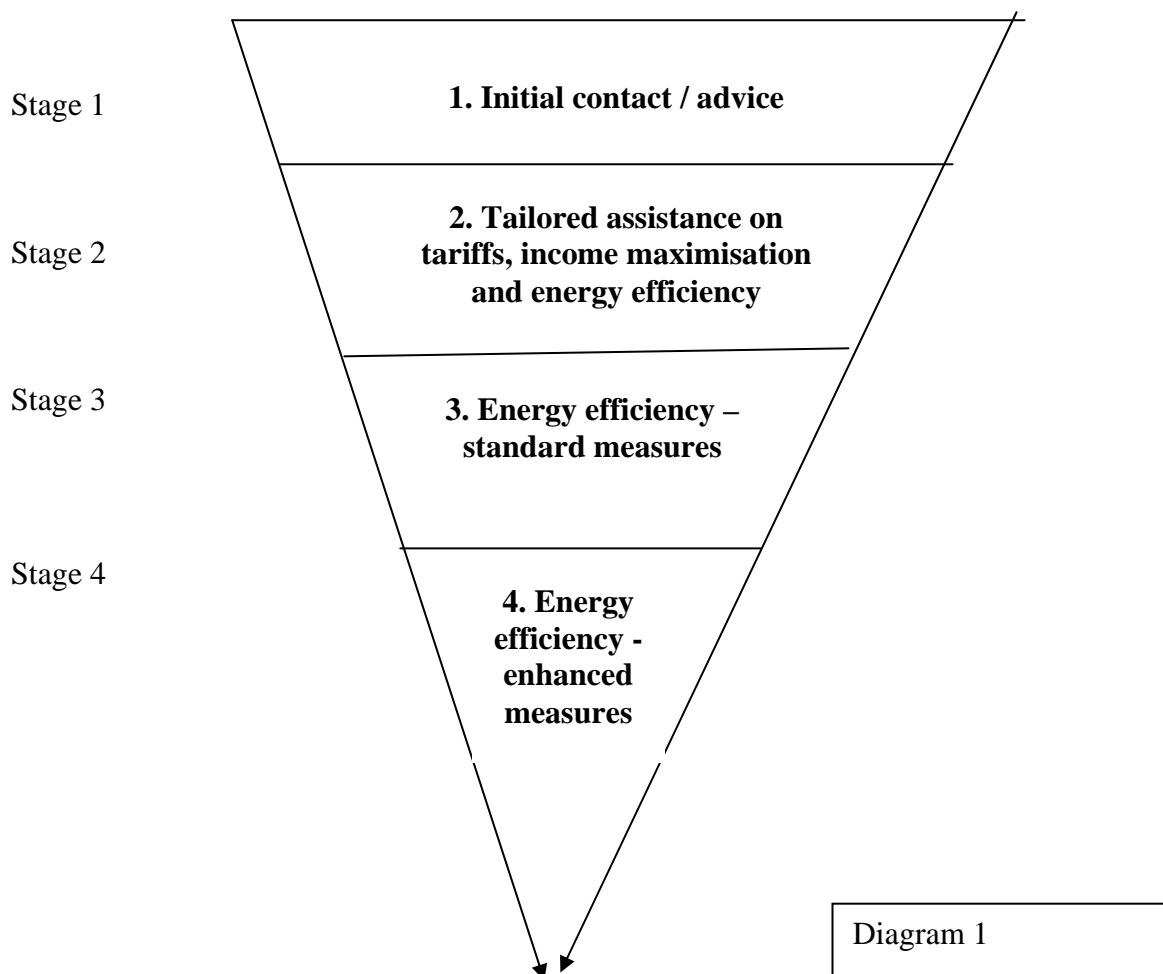 Stage 1
1. Initial contact / advice
Stage 2
2. Tailored assistance on
tariffs, income maximisation
and energy efficiency
Stage 3
3. Energy efficiency –
standard measures
Stage 4
4. Energy
efficiency -
enhanced
measures
Diagram 1